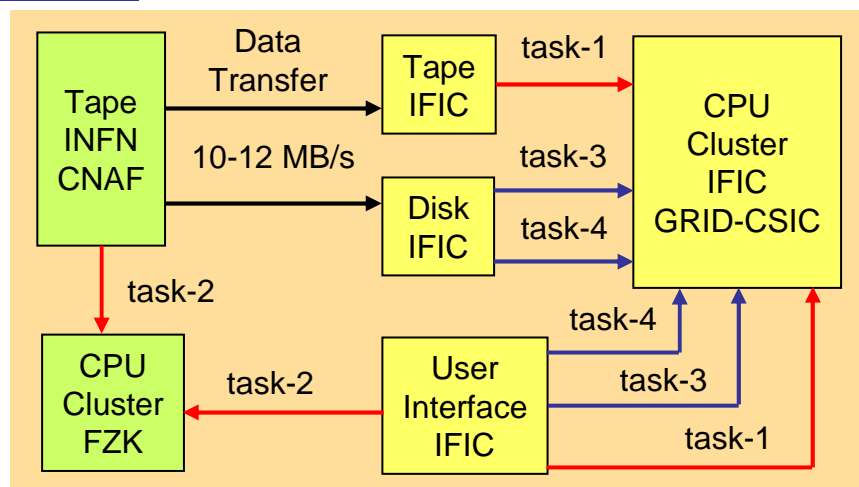 Data
Transfer
Tape
INFN
CNAF
10-12 MB/s
Tape
IFIC
task-1
CPU
Cluster
IFIC
GRID-CSIC
Disk
IFIC
task-3
task-4
task-2
CPU
Cluster
FZK
task-2
User
Interface
IFIC
task-4
task-3
task-1